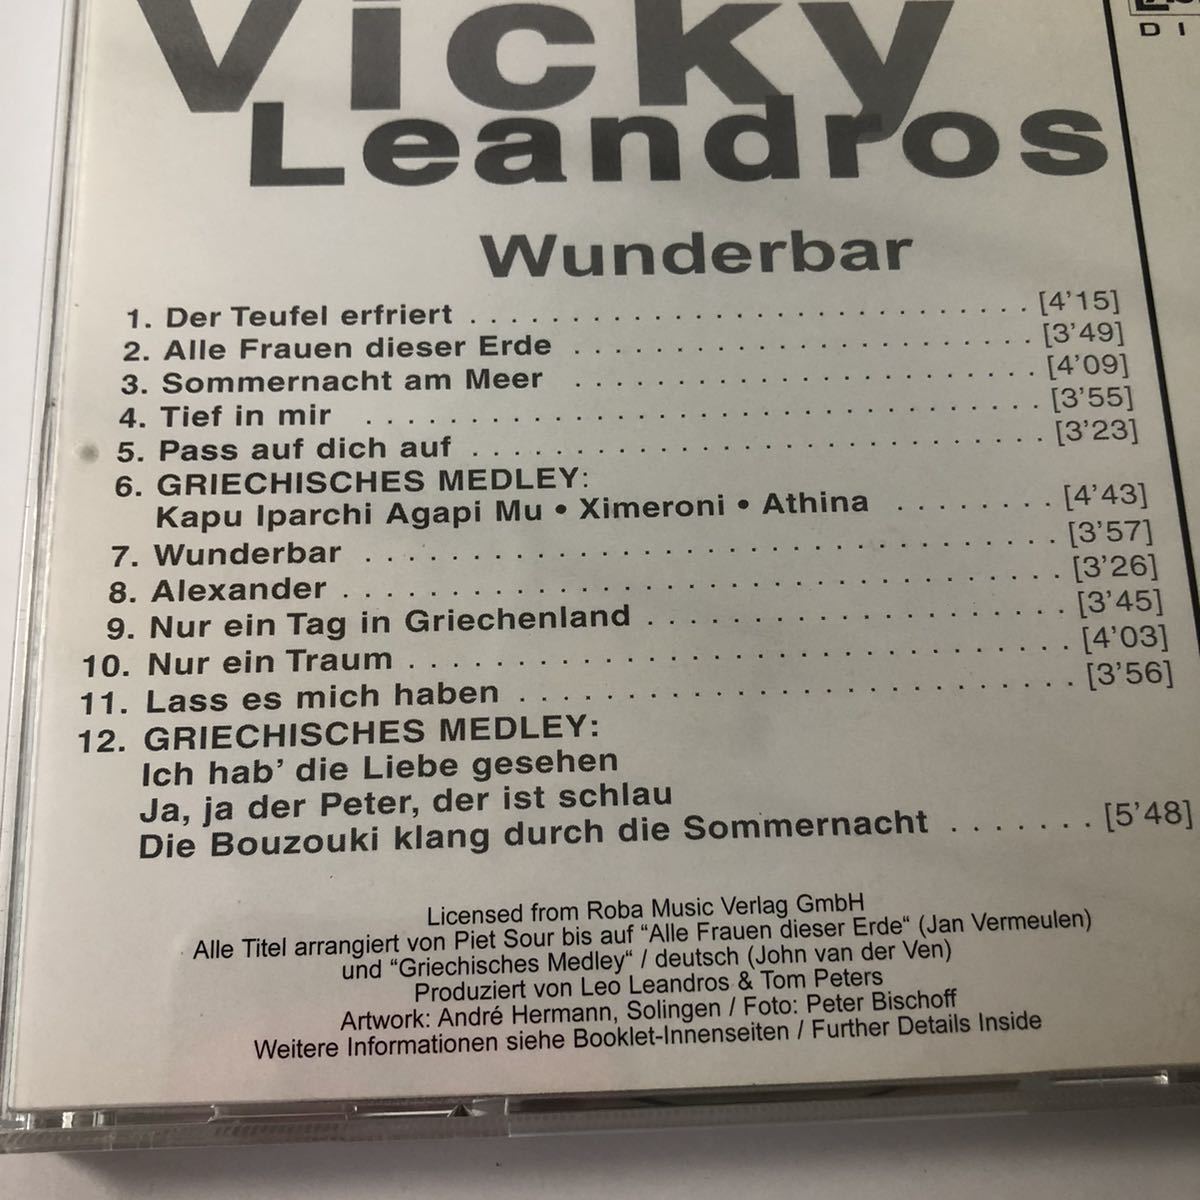 Vicky
Leandros
DI
Wunderbar
1. Der Teufel erfriert . . . . . . . . . . . . . . . . . . . . . . . . . . . . [4'15]
2. Alle Frauen dieser Erde . . . . . . . . . . . . . . . . . . . . . . . [3'49]
3. Sommernacht am Meer . . . . . . . . . . . . . . . . . . . . . . . [4'09]
4. Tief in mir . . . . . . . . . . . . . . . . . . . . . . . . . . . . . . . . . . [3'55]
5. Pass auf dich auf . . . . . . . . . . . . . . . . . . . . . . . . . . . . . [3'23]
6. GRIECHISCHES MEDLEY:
Kapu Iparchi Agapi Mu • Ximeroni • Athina . . . . . . . . [4'43]
7. Wunderbar . . . . . . . . . . . . . . . . . . . . . . . . . . . . . . . . . . . [3'57]
8. Alexander . . . . . . . . . . . . . . . . . . . . . . . . . . . . . . . . . . . . [3'26]
9. Nur ein Tag in Griechenland . . . . . . . . . . . . . . . . . . . . . [3'45]
10. Nur ein Traum . . . . . . . . . . . . . . . . . . . . . . . . . . . . . . . . . [4'03]
11. Lass es mich haben . . . . . . . . . . . . . . . . . . . . . . . . . . . . [3'56]
12. GRIECHISCHES MEDLEY:
Ich hab' die Liebe gesehen
Ja, ja der Peter, der ist schlau
Die Bouzouki klang durch die Sommernacht . . . . . . . [5'48]
Licensed from Roba Music Verlag GmbH
Alle Titel arrangiert von Piet Sour bis auf “Alle Frauen dieser Erde“ (Jan Vermeulen)
und “Griechisches Medley“ / deutsch (John van der Ven)
Produziert von Leo Leandros & Tom Peters
Artwork: André Hermann, Solingen / Foto: Peter Bischoff
Weitere Informationen siehe Booklet-Innenseiten / Further Details Inside